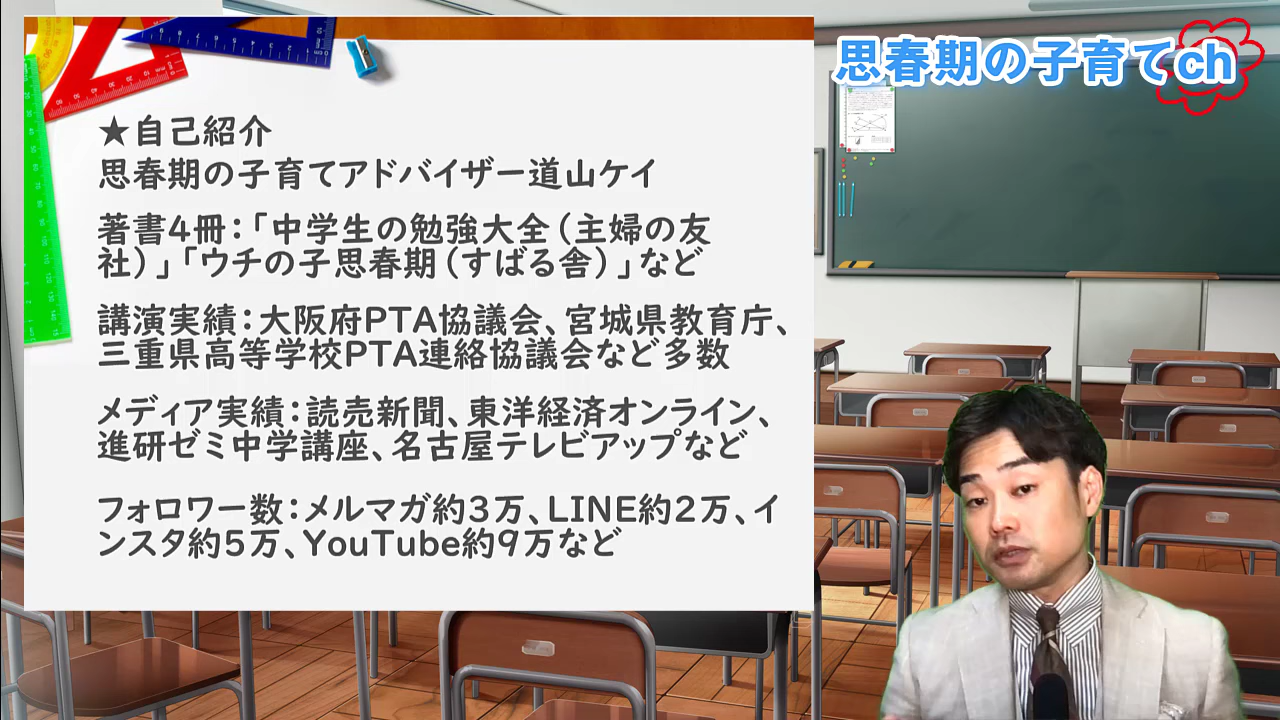 思春期の子育てch
★自己紹介
思春期の子育てアドバイザー道山ケイ
著書4冊：「中学生の勉強大全（主婦の友
社）」「ウチの子思春期（すばる舎）」など
講演実績：大阪府PTA協議会、宮城県教育庁、
三重県高等学校PTA連絡協議会など多数
メディア実績：読売新聞、東洋経済オンライン、
進研ゼミ中学講座、名古屋テレビアップなど
フォロワー数：メルマガ約3万、LINE約2万、イ
ンスタ約5万、YouTube約9万など